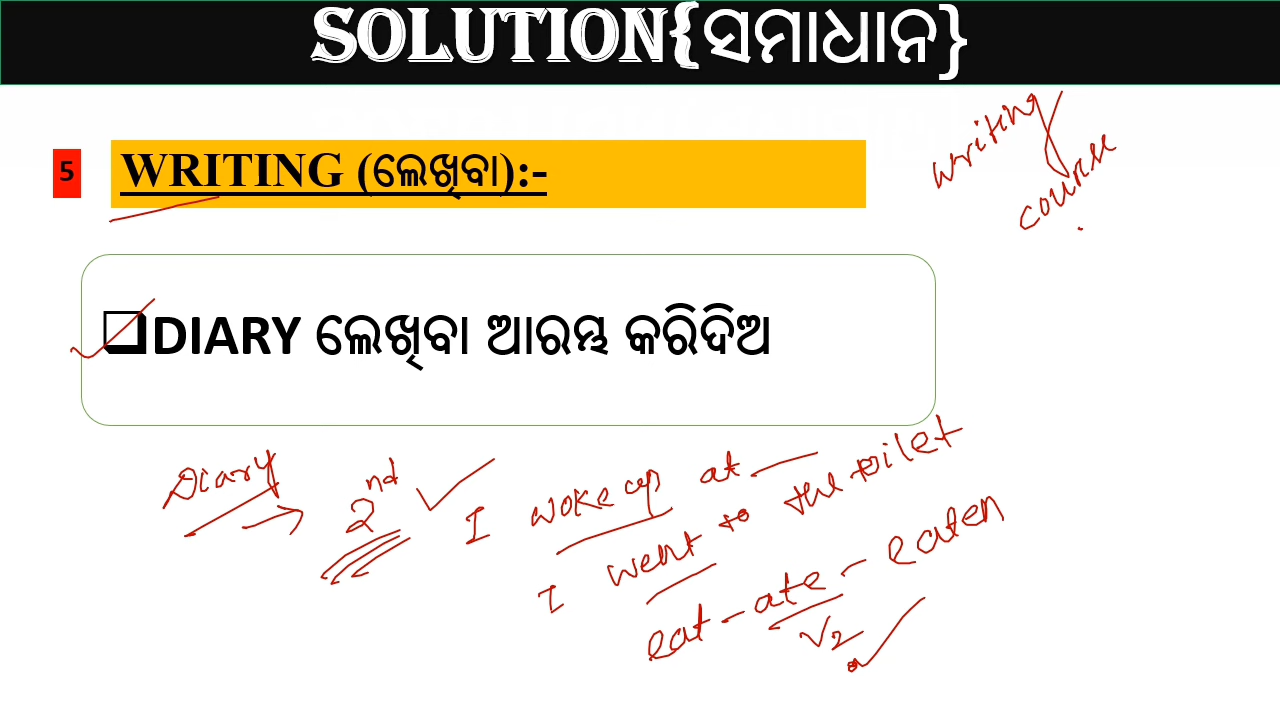 SOLUTION{ସମାଧାନ}
writing
course
5
WRITING (ଲେଖିବା):-
DIARY ଲେଖିବା ଆରମ୍ଭ କରିଦିଅ
Diary → 2nd
I woke up at —
I went to the toilet
eat - ate - eaten
V2